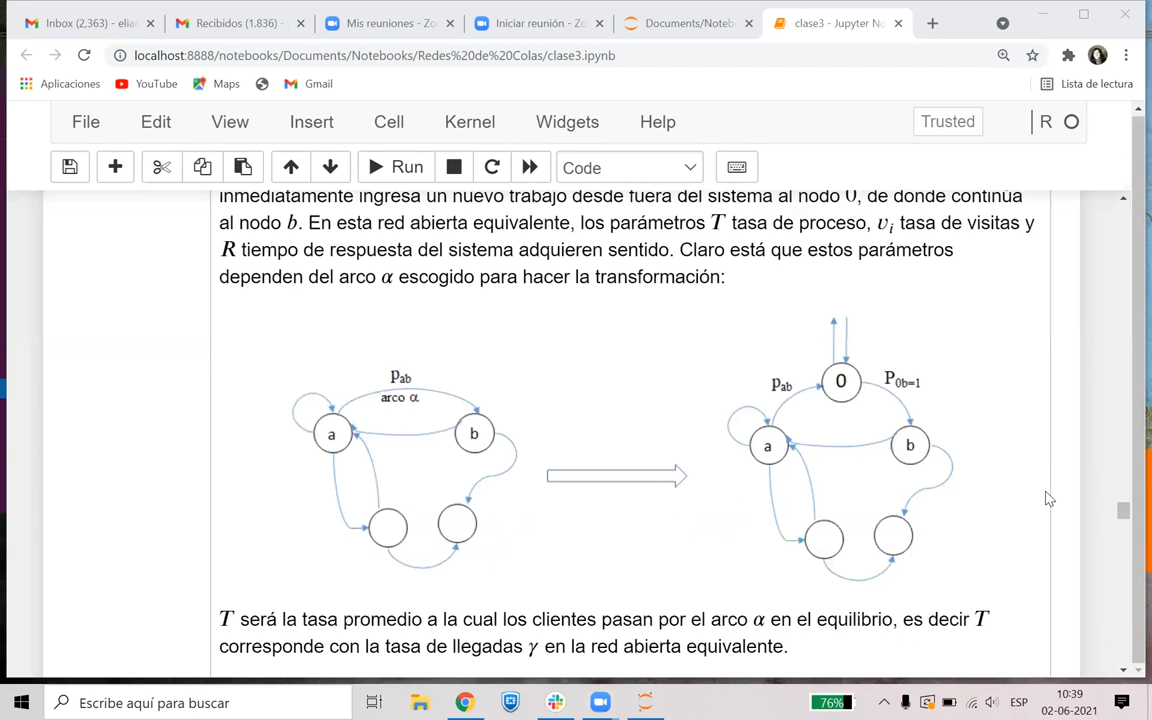 Inbox (2,363) - elia
Recibidos (1.836) -
Mis reuniones - Zo
Iniciar reunión - Zo
Documents/Noteb
clase3 - Jupyter No
localhost:8888/notebooks/Documents/Notebooks/Redes%20de%20Colas/clase3.ipynb
Aplicaciones YouTube Maps Gmail Lista de lectura
File Edit View Insert Cell Kernel Widgets Help Trusted R
Run Code
inmediatamente ingresa un nuevo trabajo desde fuera del sistema al nodo 0, de donde continúa
al nodo b. En esta red abierta equivalente, los parámetros T tasa de proceso, vᵢ tasa de visitas y
R tiempo de respuesta del sistema adquieren sentido. Claro está que estos parámetros
dependen del arco α escogido para hacer la transformación:
pab
arco α
a
b
pab
0
P0b=1
a
b
T será la tasa promedio a la cual los clientes pasan por el arco α en el equilibrio, es decir T
corresponde con la tasa de llegadas γ en la red abierta equivalente.
Escribe aquí para buscar
76%
ESP
10:39
02-06-2021